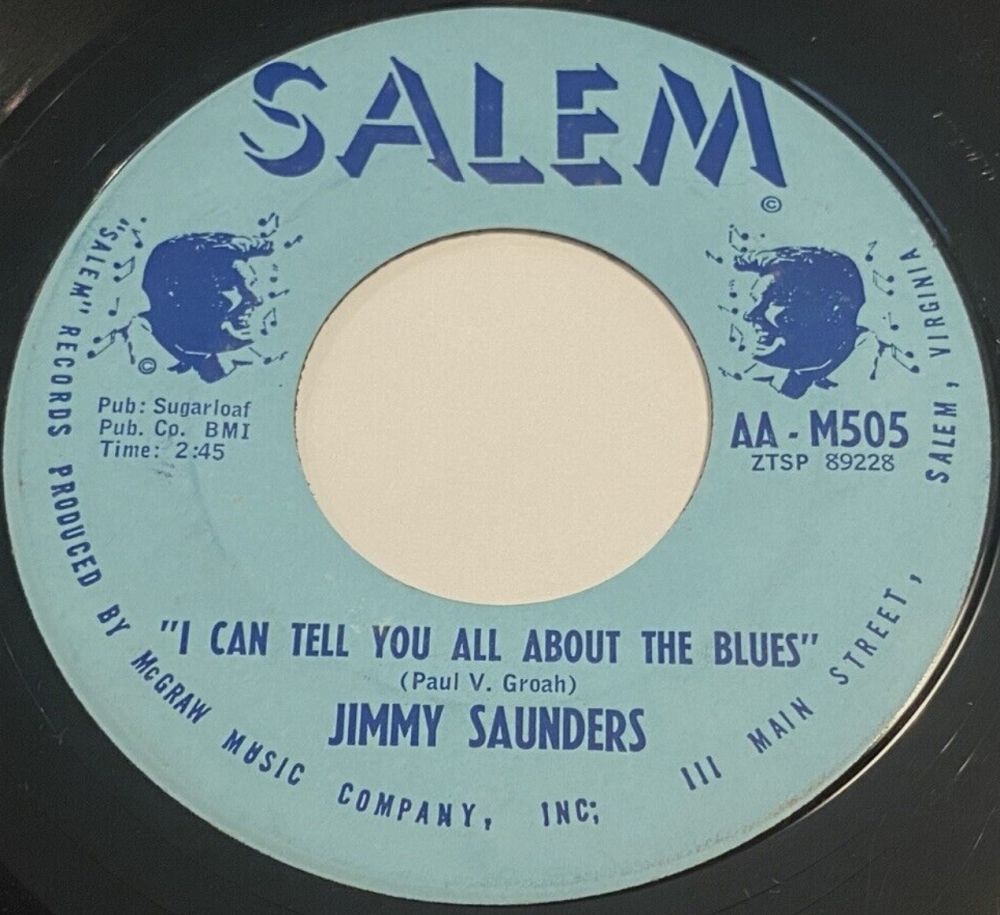 SALEM
©
©
Pub: Sugarloaf
Pub. Co. BMI
Time: 2:45
AA - M505
ZTSP 89228
"I CAN TELL YOU ALL ABOUT THE BLUES"
(Paul V. Groah)
JIMMY SAUNDERS
"SALEM" RECORDS PRODUCED BY McGRAW MUSIC COMPANY, INC; 111 MAIN STREET, SALEM, VIRGINIA